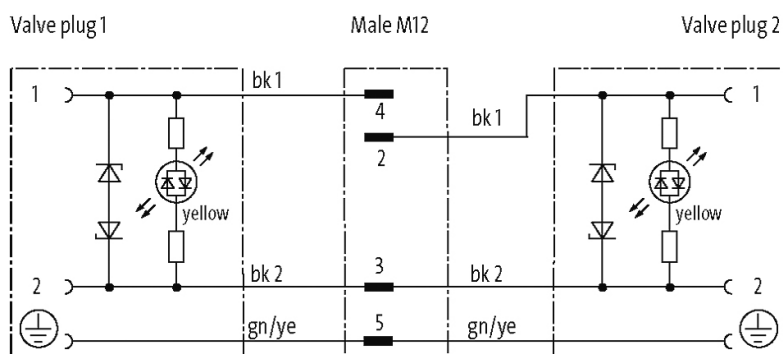 Valve plug 1 Male M12 Valve plug 2
1 bk 1 4 1
2 bk 1
yellow yellow
2 bk 2 3 bk 2 2
gn/ye 5 gn/ye